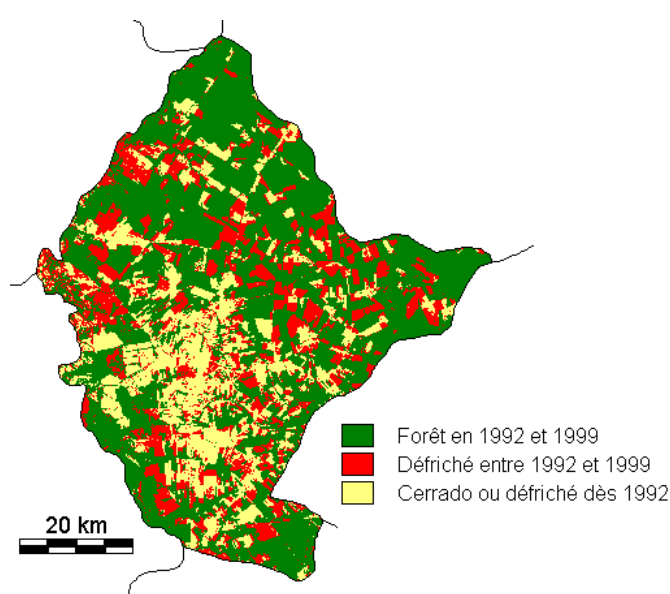 Forêt en 1992 et 1999
Défriché entre 1992 et 1999
Cerrado ou défriché dès 1992
20 km